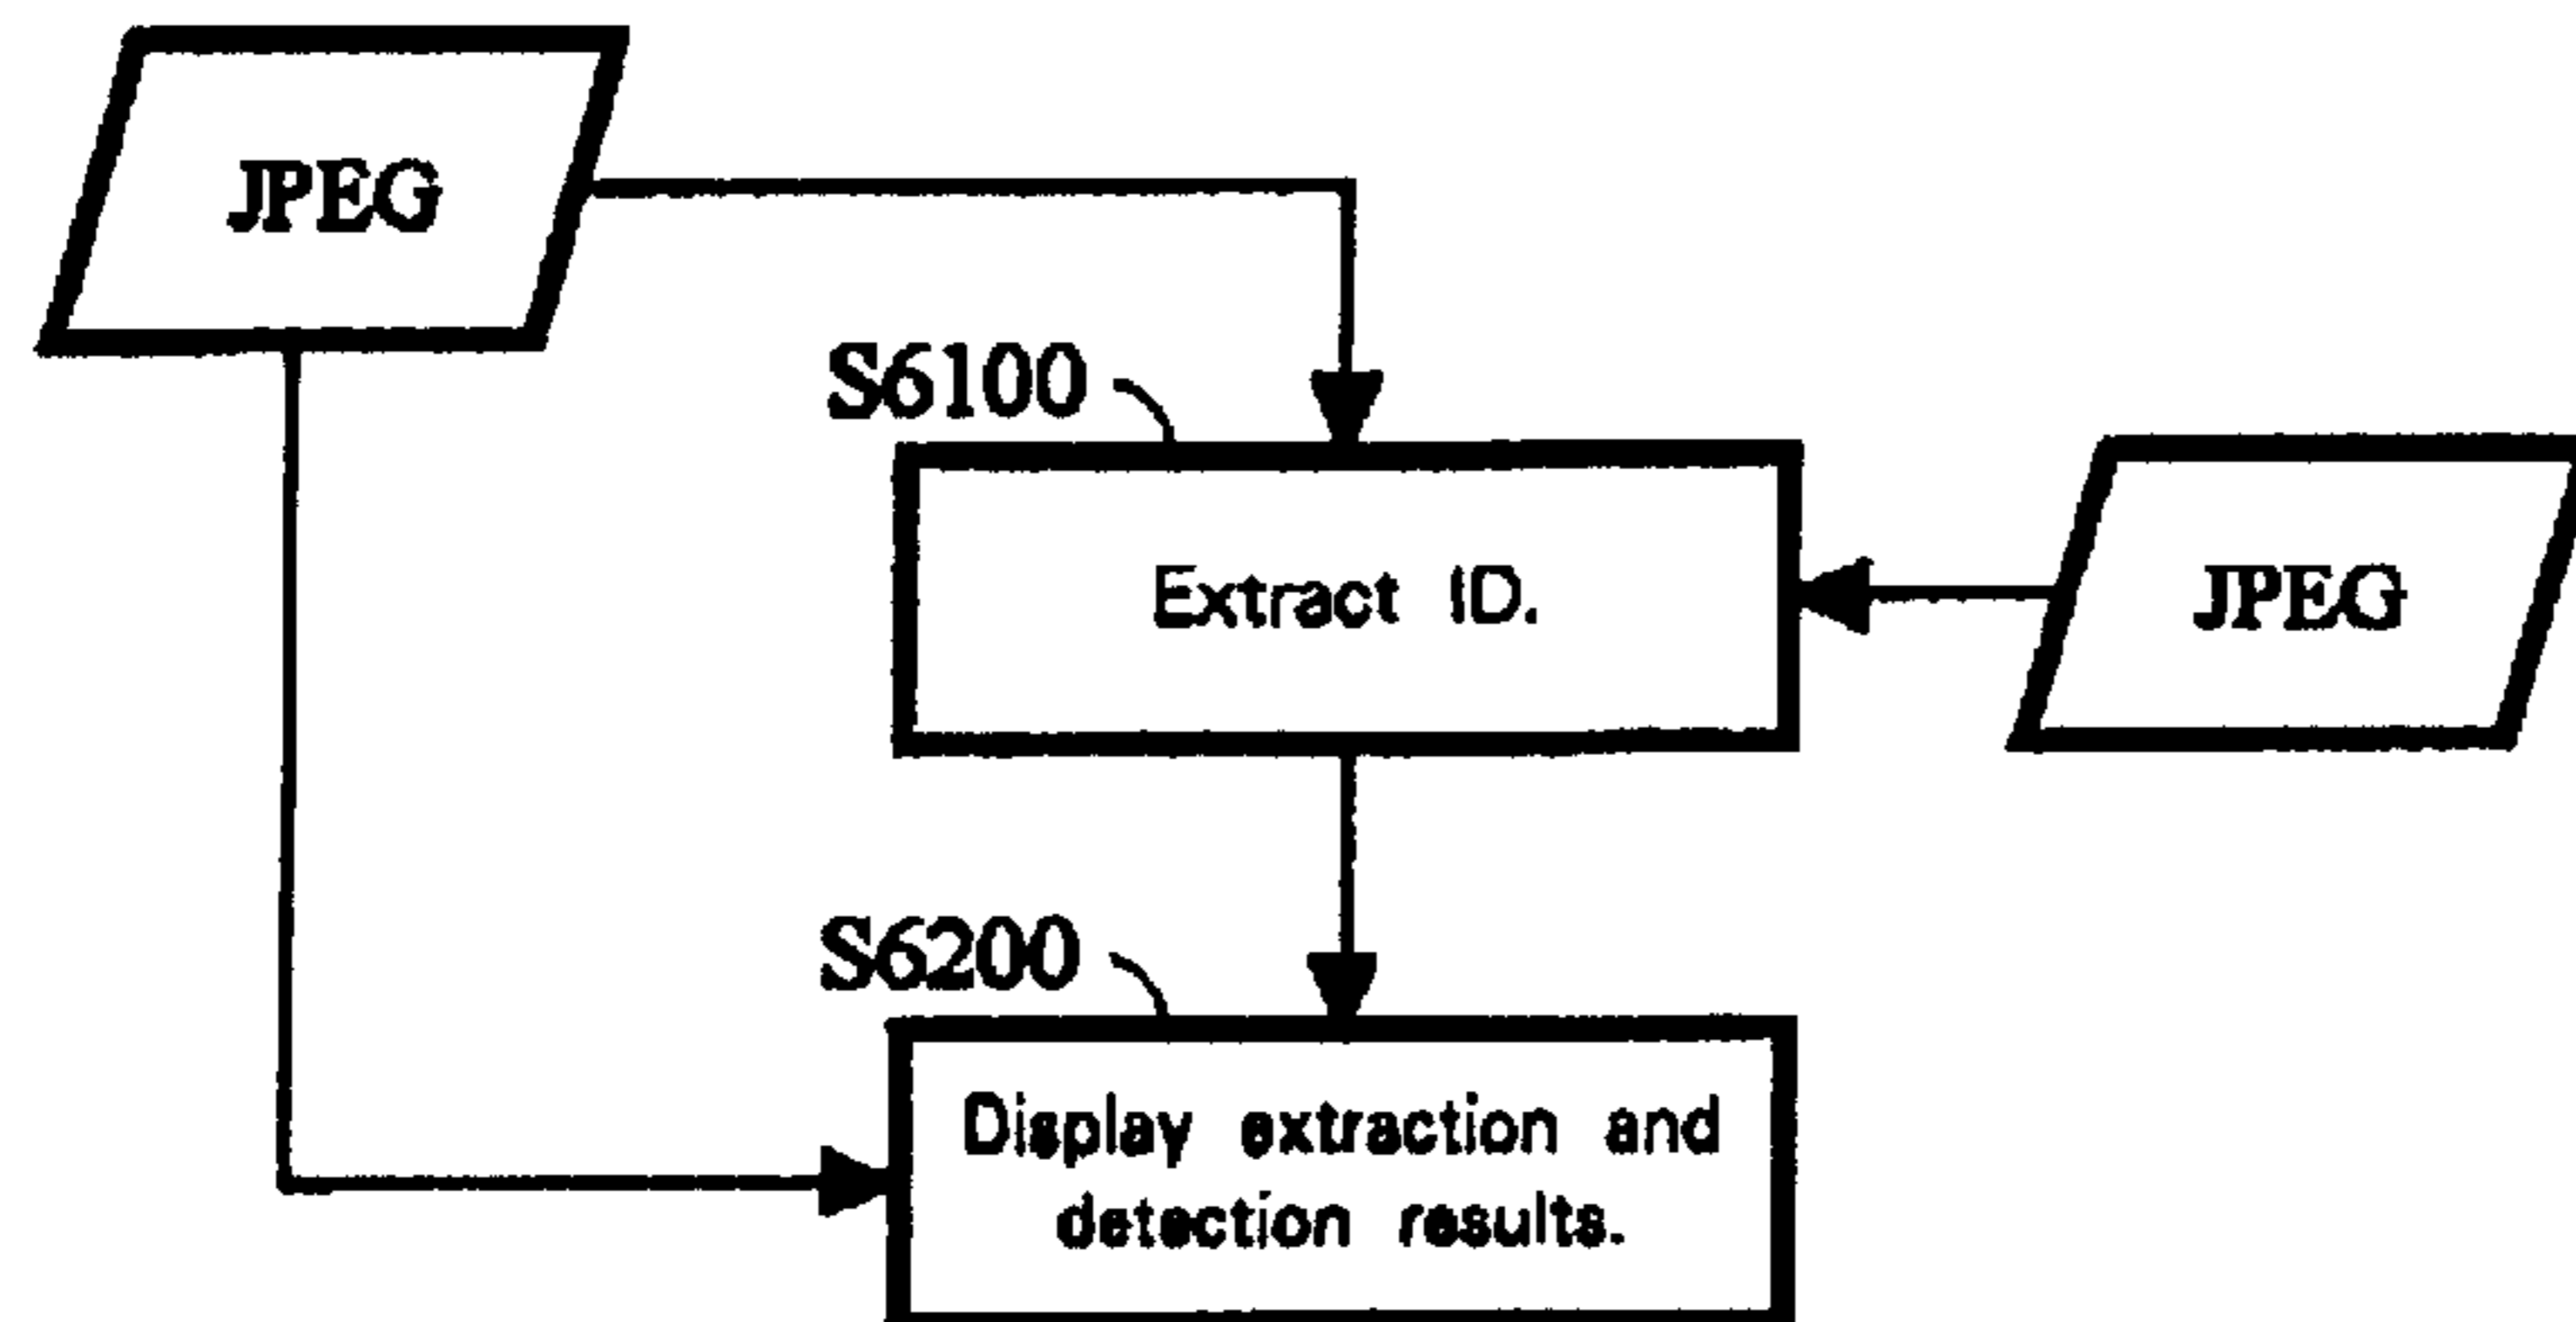 JPEG
S6100
Extract ID.
JPEG
S6200
Display extraction and
detection results.